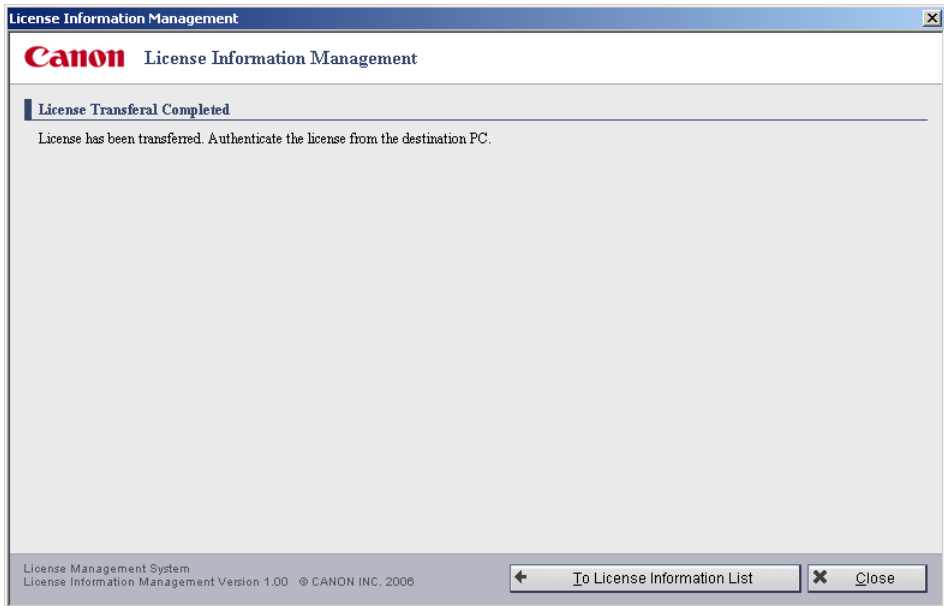 License Information Management
Canon License Information Management
License Transferal Completed
License has been transferred. Authenticate the license from the destination PC.
License Management System
License Information Management Version 1.00 © CANON INC. 2006
To License Information List
Close